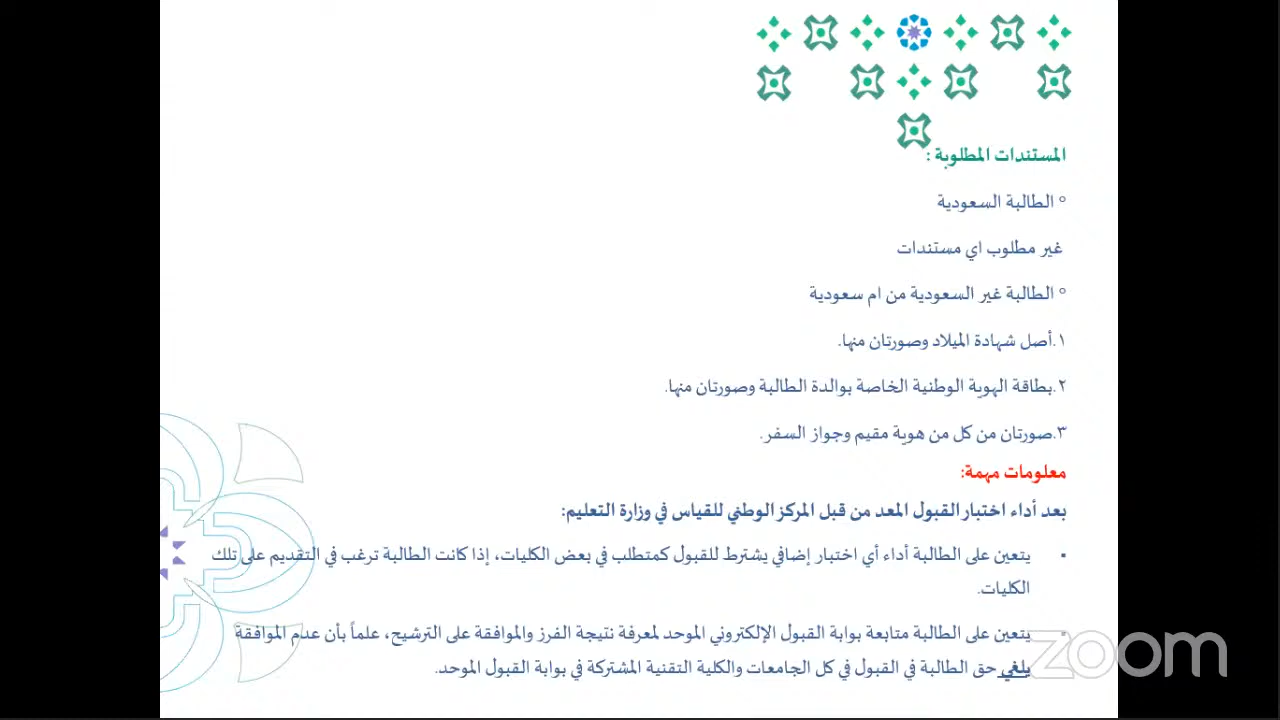 المستندات المطلوبة :
° الطالبة السعودية
غير مطلوب اي مستندات
° الطالبة غير السعودية من ام سعودية
١.أصل شهادة الميلاد وصورتان منها.
٢.بطاقة الهوية الوطنية الخاصة بوالدة الطالبة وصورتان منها.
٣.صورتان من كل من هوية مقيم وجواز السفر.
معلومات مهمة:
بعد أداء اختبار القبول المعد من قبل المركز الوطني للقياس في وزارة التعليم:
▪ يتعين على الطالبة أداء أي اختبار إضافي يشترط للقبول كمتطلب في بعض الكليات، إذا كانت الطالبة ترغب في التقديم على تلك
الكليات.
▪ يتعين على الطالبة متابعة بوابة القبول الإلكتروني الموحد لمعرفة نتيجة الفرز والموافقة على الترشيح، علماً بأن عدم الموافقة
يلغي حق الطالبة في القبول في كل الجامعات والكلية التقنية المشتركة في بوابة القبول الموحد.
zoom